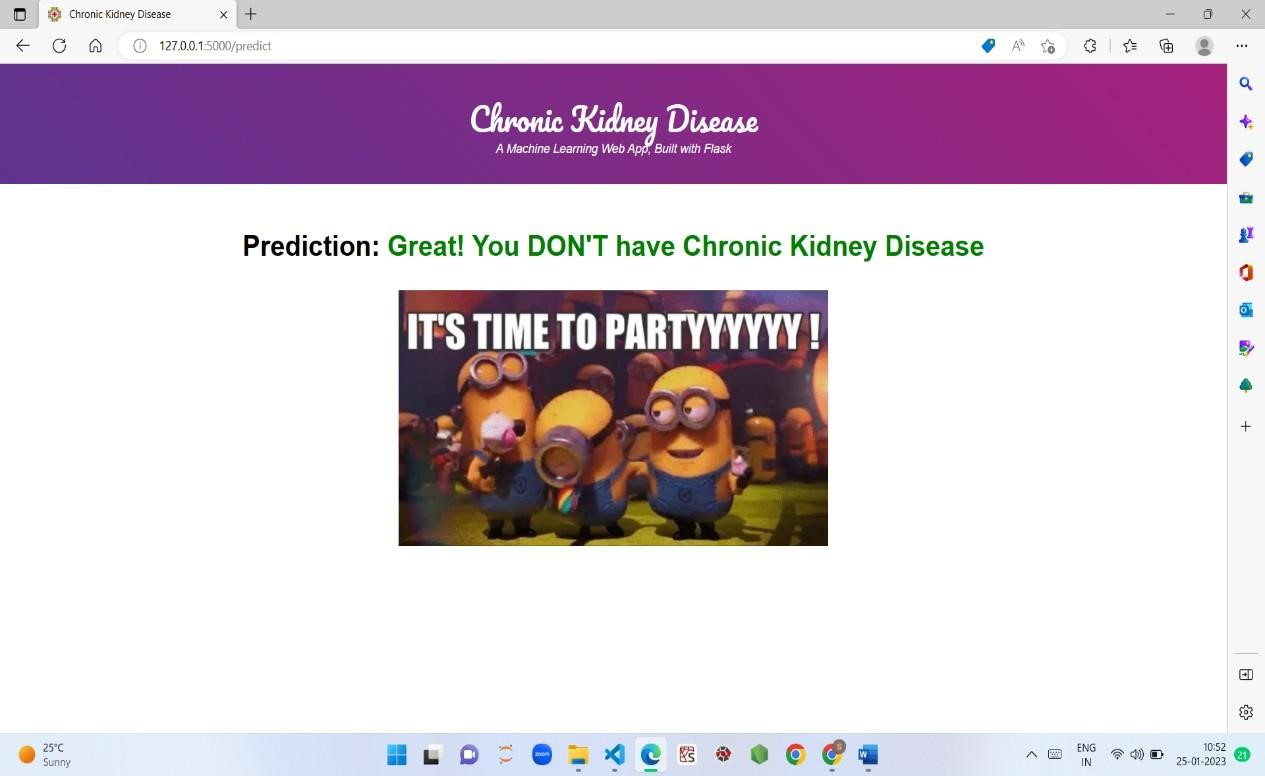 Chronic Kidney Disease
127.0.0.1:5000/predict
Chronic Kidney Disease
A Machine Learning Web App, Built with Flask
Prediction: Great! You DON'T have Chronic Kidney Disease
IT'S TIME TO PARTYYYYYY !
25°C
Sunny
zoom
S
W
ENG
IN
10:52
25-01-2023
21